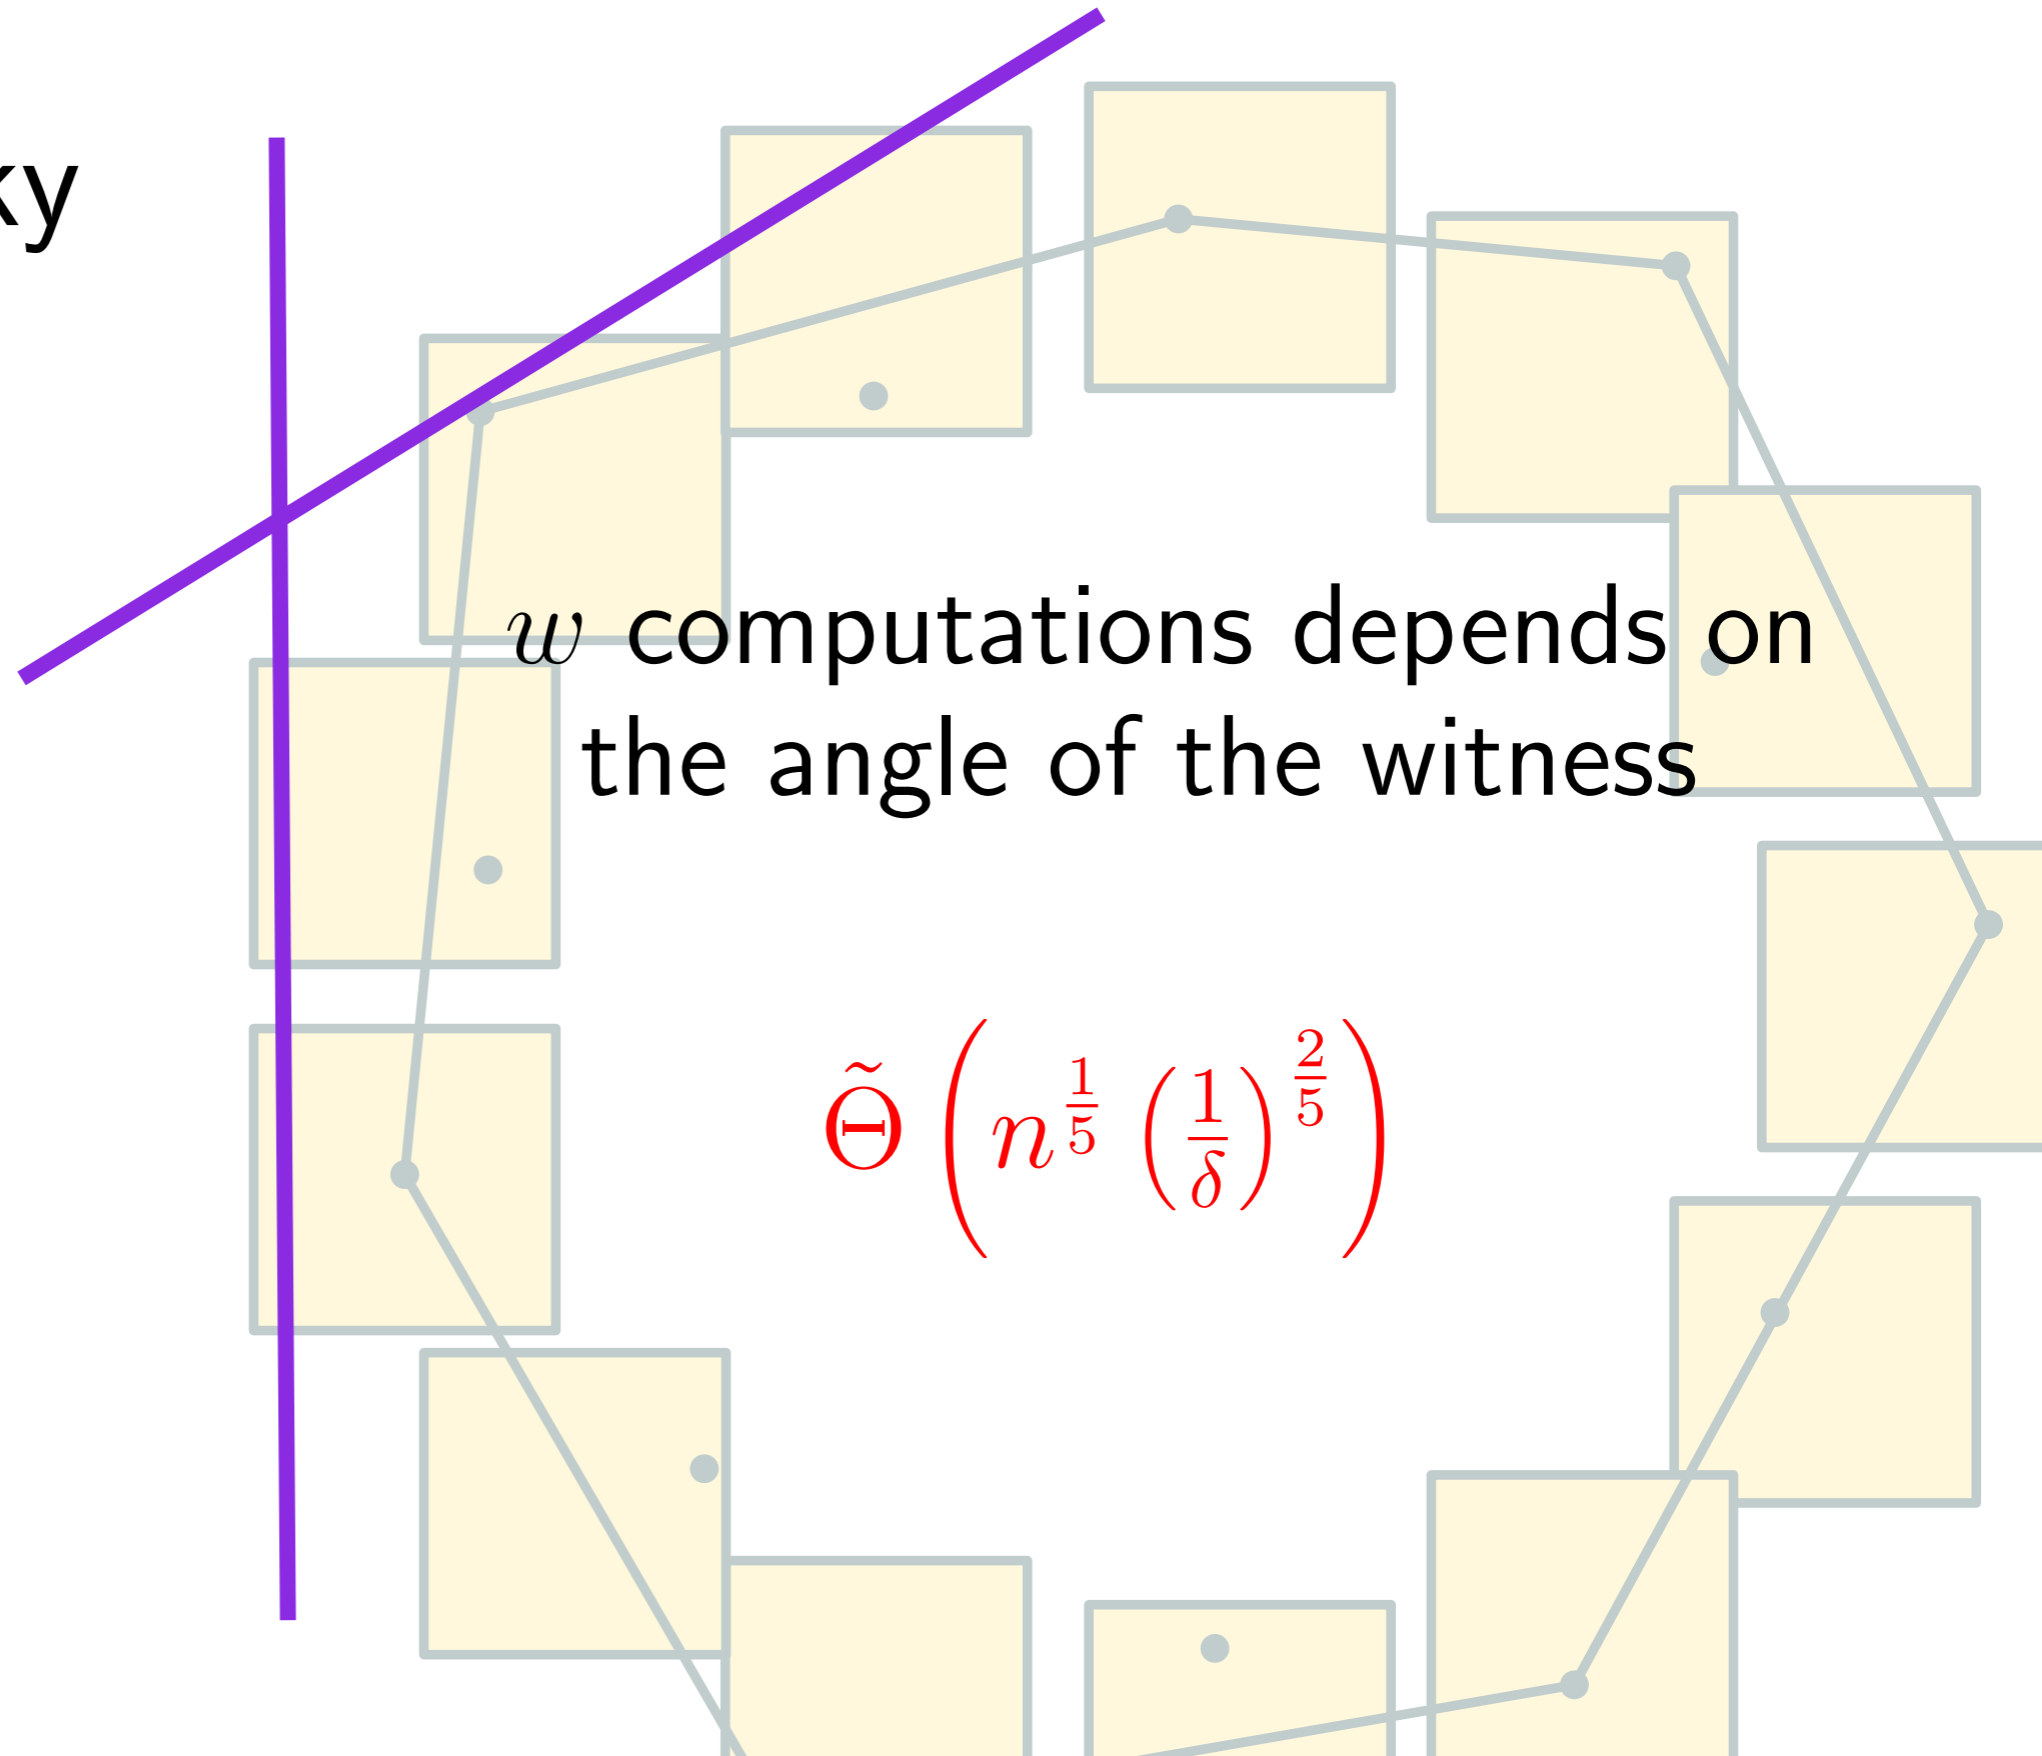 ky
w computations depends on
the angle of the witness
Θ̃ (n^{1/5} (1/δ)^{2/5})